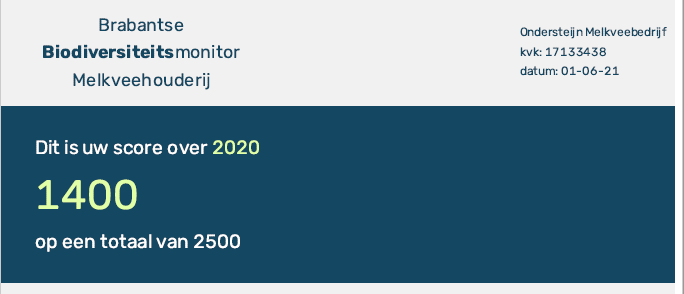 Brabantse
Biodiversiteitsmonitor
Melkveehouderij
Ondersteijn Melkveebedrijf
kvk: 17133438
datum: 01-06-21
Dit is uw score over 2020
1400
op een totaal van 2500